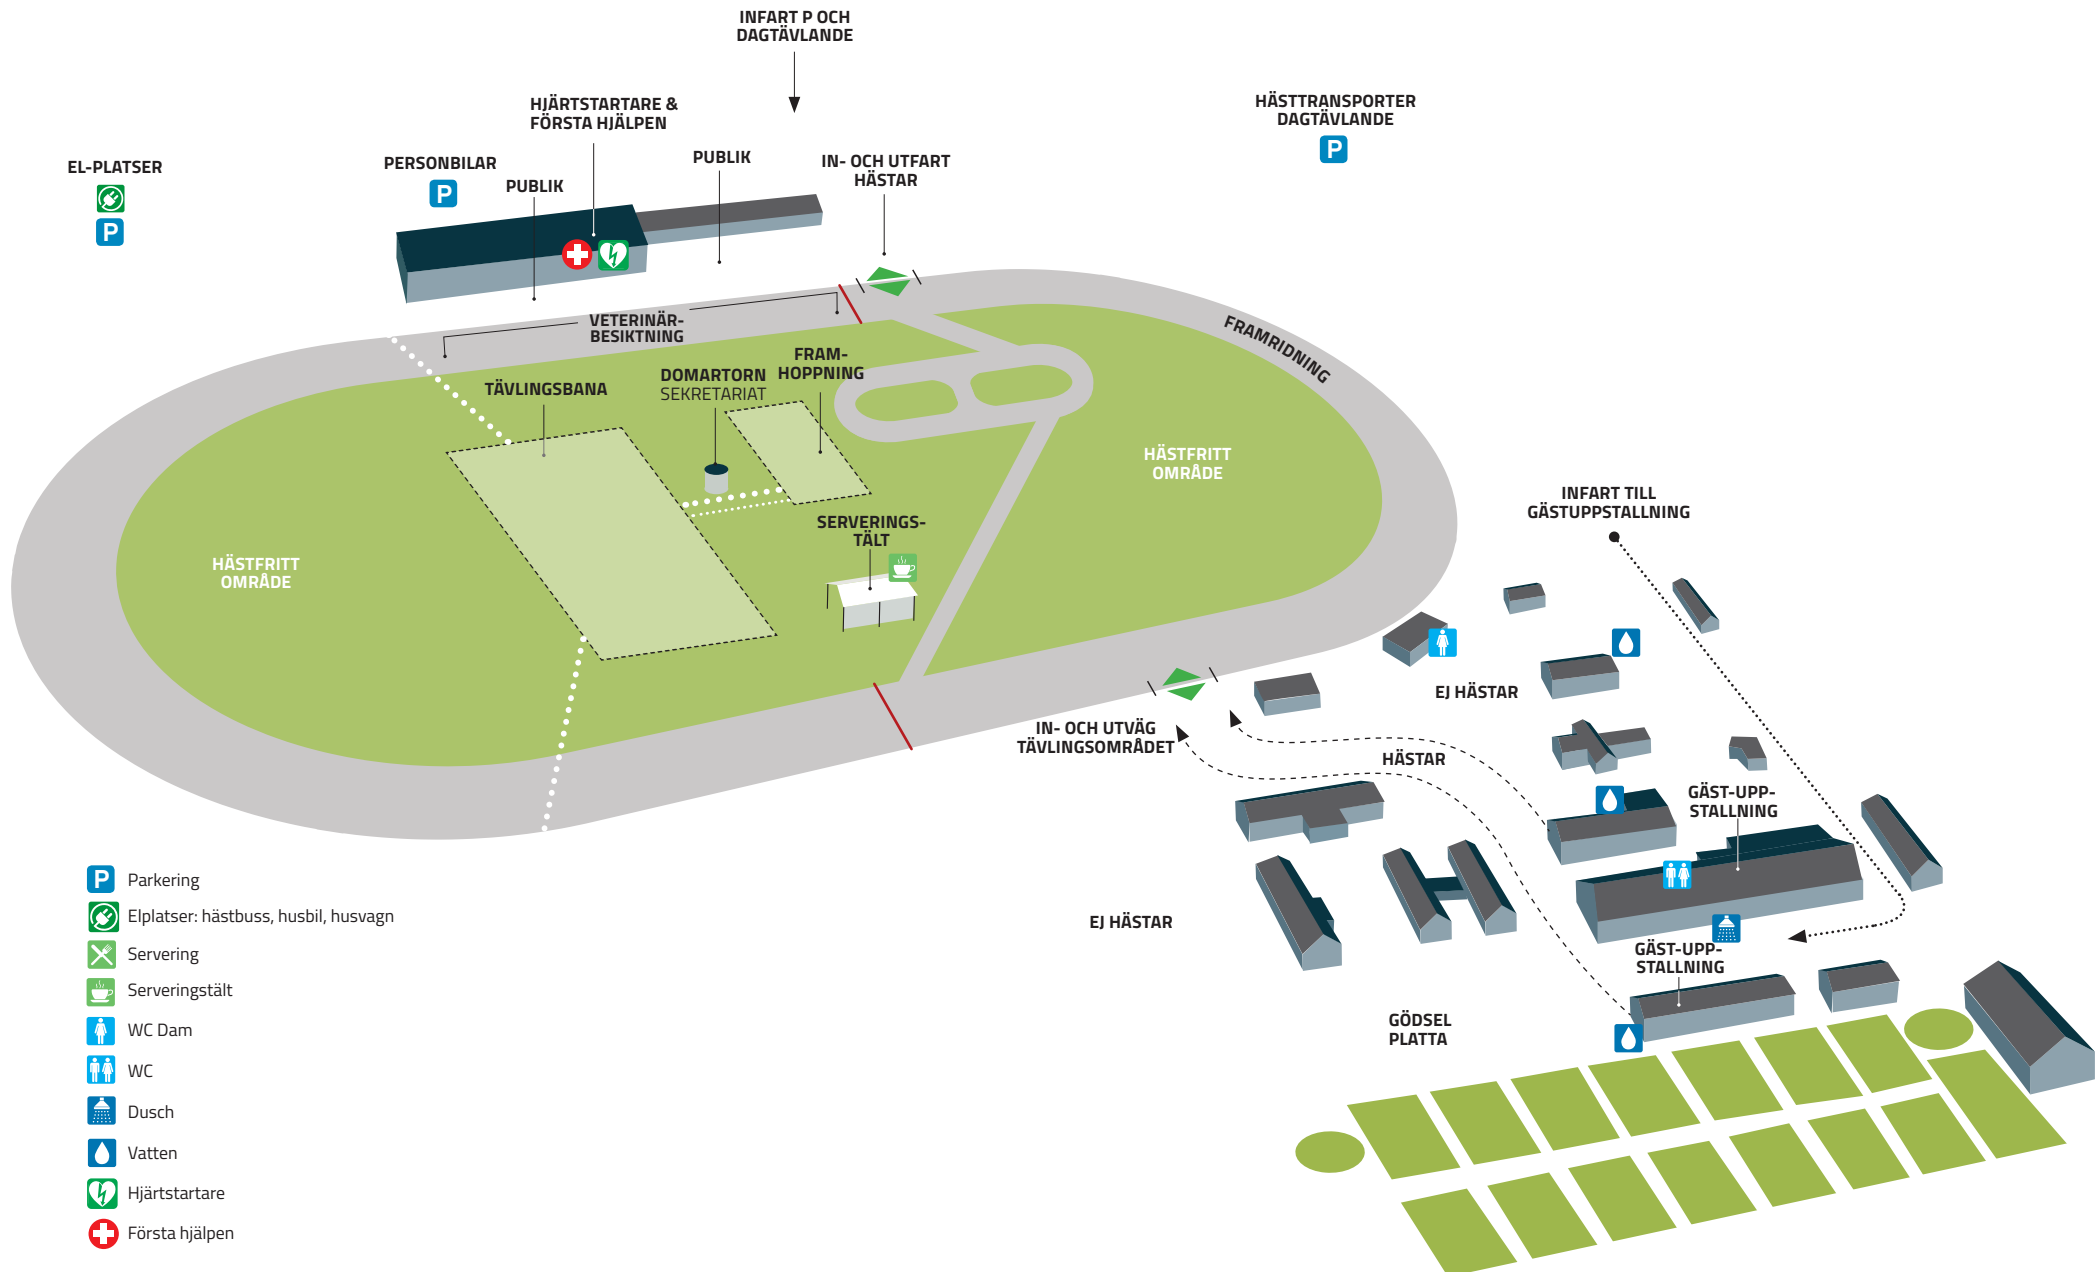 INFART P OCH
DAGTÄVLANDE
HJÄRTSTARTARE &
FÖRSTA HJÄLPEN
HÄSTTRANSPORTER
DAGTÄVLANDE
P
EL-PLATSER
P
PERSONBILAR
P
PUBLIK
PUBLIK
IN- OCH UTFART
HÄSTAR
VETERINÄR-
BESIKTNING
FRAMRIDNING
TÄVLINGSBANA
DOMARTORN
SEKRETARIAT
FRAM-
HOPPNING
HÄSTFRITT
OMRÅDE
SERVERINGS-
TÄLT
HÄSTFRITT
OMRÅDE
INFART TILL
GÄSTUPPSTALLNING
EJ HÄSTAR
IN- OCH UTVÄG
TÄVLINGSOMRÅDET
HÄSTAR
GÄST-UPP-
STALLNING
EJ HÄSTAR
GÄST-UPP-
STALLNING
GÖDSEL
PLATTA
P Parkering
Elplatser: hästbuss, husbil, husvagn
Servering
Serveringstält
WC Dam
WC
Dusch
Vatten
Hjärtstartare
Första hjälpen